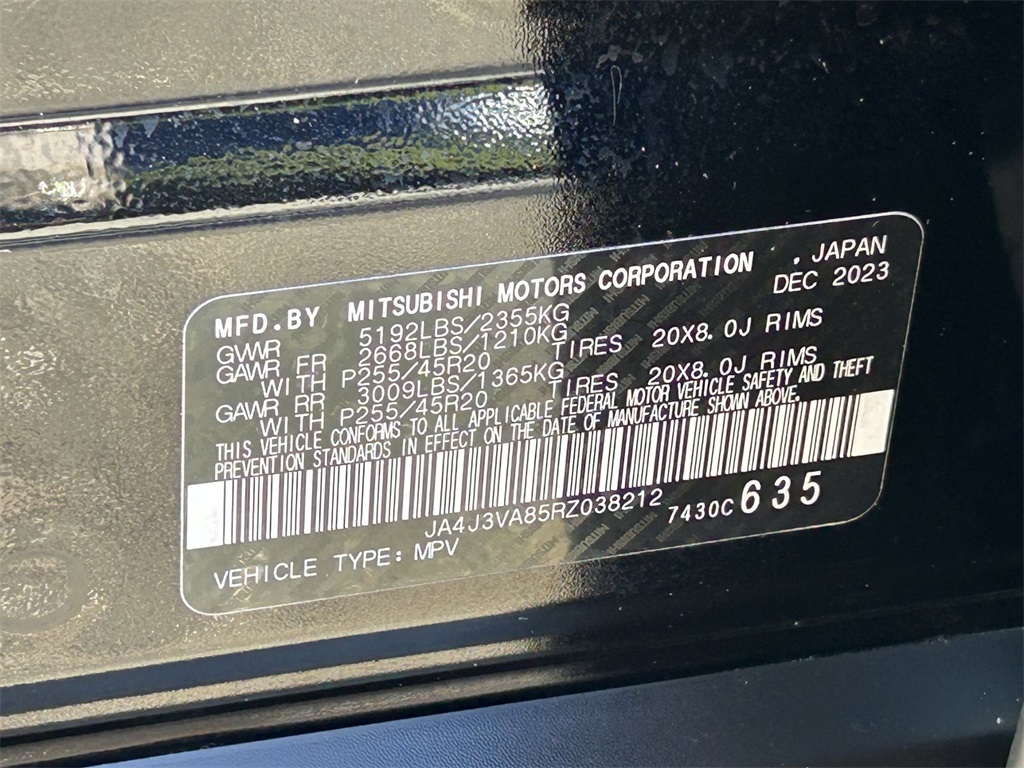 MFD.BY MITSUBISHI MOTORS CORPORATION . JAPAN
GVWR 5192LBS/2355KG DEC 2023
GAWR FR 2668LBS/1210KG
WITH P255/45R20 TIRES 20X8.0J RIMS
GAWR RR 3009LBS/1365KG
WITH P255/45R20 TIRES 20X8.0J RIMS
THIS VEHICLE CONFORMS TO ALL APPLICABLE FEDERAL MOTOR VEHICLE SAFETY AND THEFT
PREVENTION STANDARDS IN EFFECT ON THE DATE OF MANUFACTURE SHOWN ABOVE.
JA4J3VA85RZ038212 7430C 635
VEHICLE TYPE: MPV